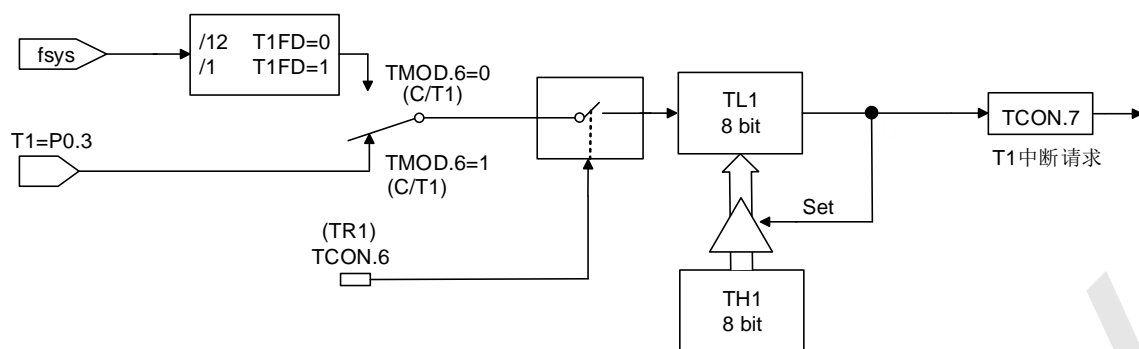 fsys
/12 T1FD=0
/1 T1FD=1
TMOD.6=0
(C/T1)
T1=P0.3
TMOD.6=1
(C/T1)
(TR1)
TCON.6
TL1
8 bit
TCON.7
T1中断请求
Set
TH1
8 bit